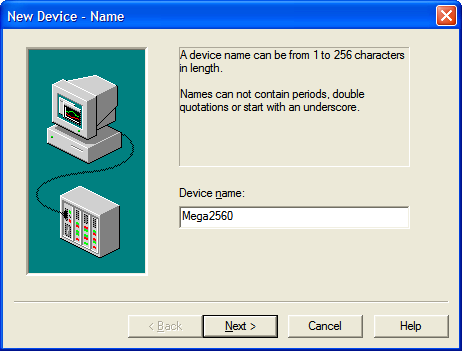 New Device - Name
A device name can be from 1 to 256 characters
in length.
Names can not contain periods, double
quotations or start with an underscore.
Device name:
Mega2560
< Back
Next >
Cancel
Help